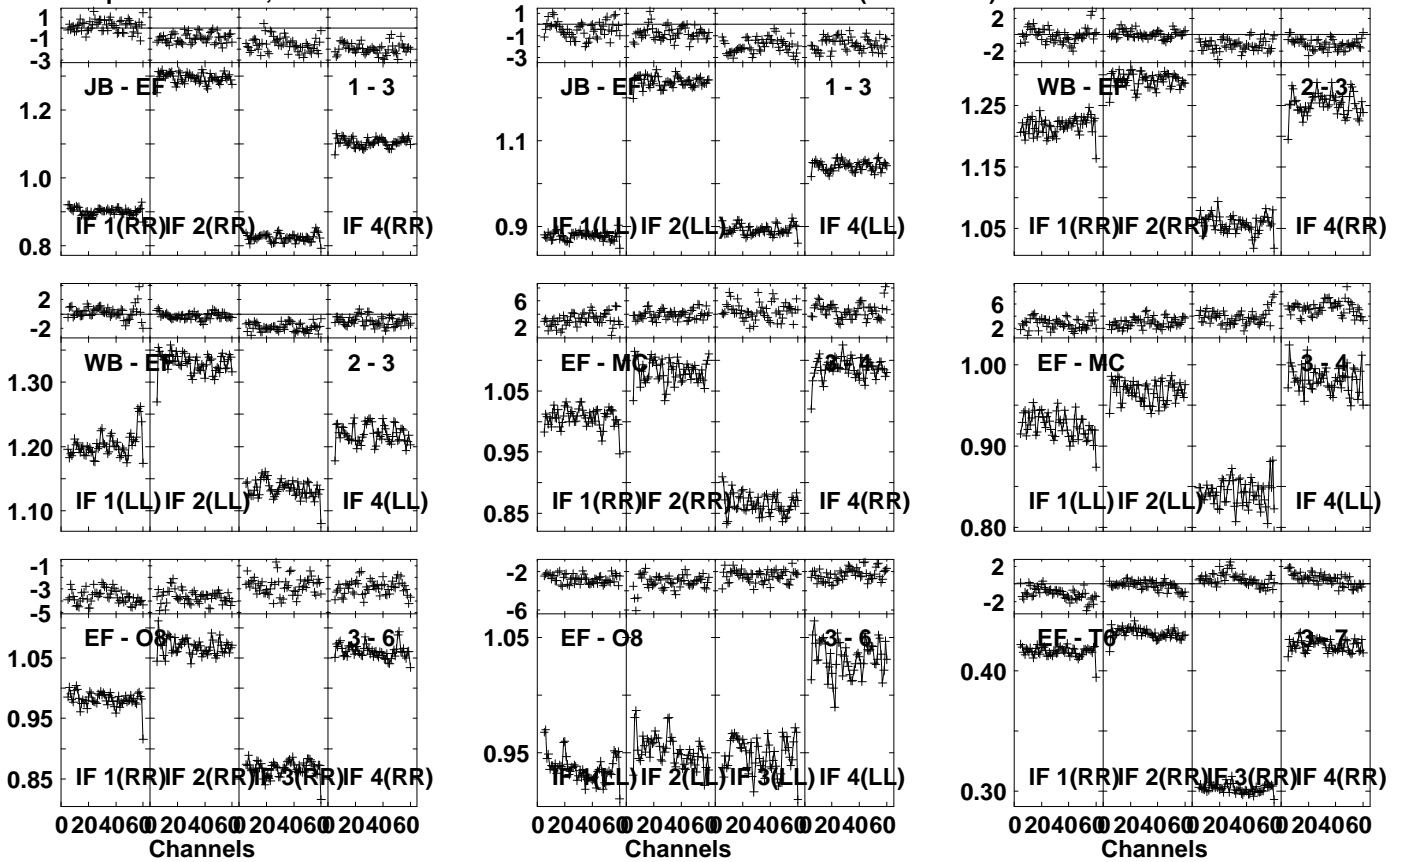 1 -1 -3
JB - EF 1 - 3
1.2 1.0 0.8
IF 1(RR) IF 2(RR) IF 4(RR)
1 -1 -3
JB - EF 1 - 3
1.1 0.9
IF 1(LL) IF 2(LL) IF 4(LL)
2 -2
WB - EF 2 - 3
1.25 1.15 1.05
IF 1(RR) IF 2(RR) IF 4(RR)
2 -2
WB - EF 2 - 3
1.30 1.20 1.10
IF 1(LL) IF 2(LL) IF 4(LL)
6 2
EF - MC 3 - 4
1.05 0.95 0.85
IF 1(RR) IF 2(RR) IF 4(RR)
6 2
EF - MC 3 - 4
1.00 0.90 0.80
IF 1(LL) IF 2(LL) IF 4(LL)
-1 -3 -5
EF - O8 3 - 6
1.05 0.95 0.85
IF 1(RR) IF 2(RR) IF 3(RR) IF 4(RR)
0 204060 0 204060 0 204060 0 204060
Channels
-2 -6
EF - O8 3 - 6
1.05 0.95
IF 1(LL) IF 2(LL) IF 3(LL) IF 4(LL)
0 204060 0 204060 0 204060 0 204060
Channels
2 -2
EF - T6 3 - 7
0.40 0.30
IF 1(RR) IF 2(RR) IF 3(RR) IF 4(RR)
0 204060 0 204060 0 204060 0 204060
Channels